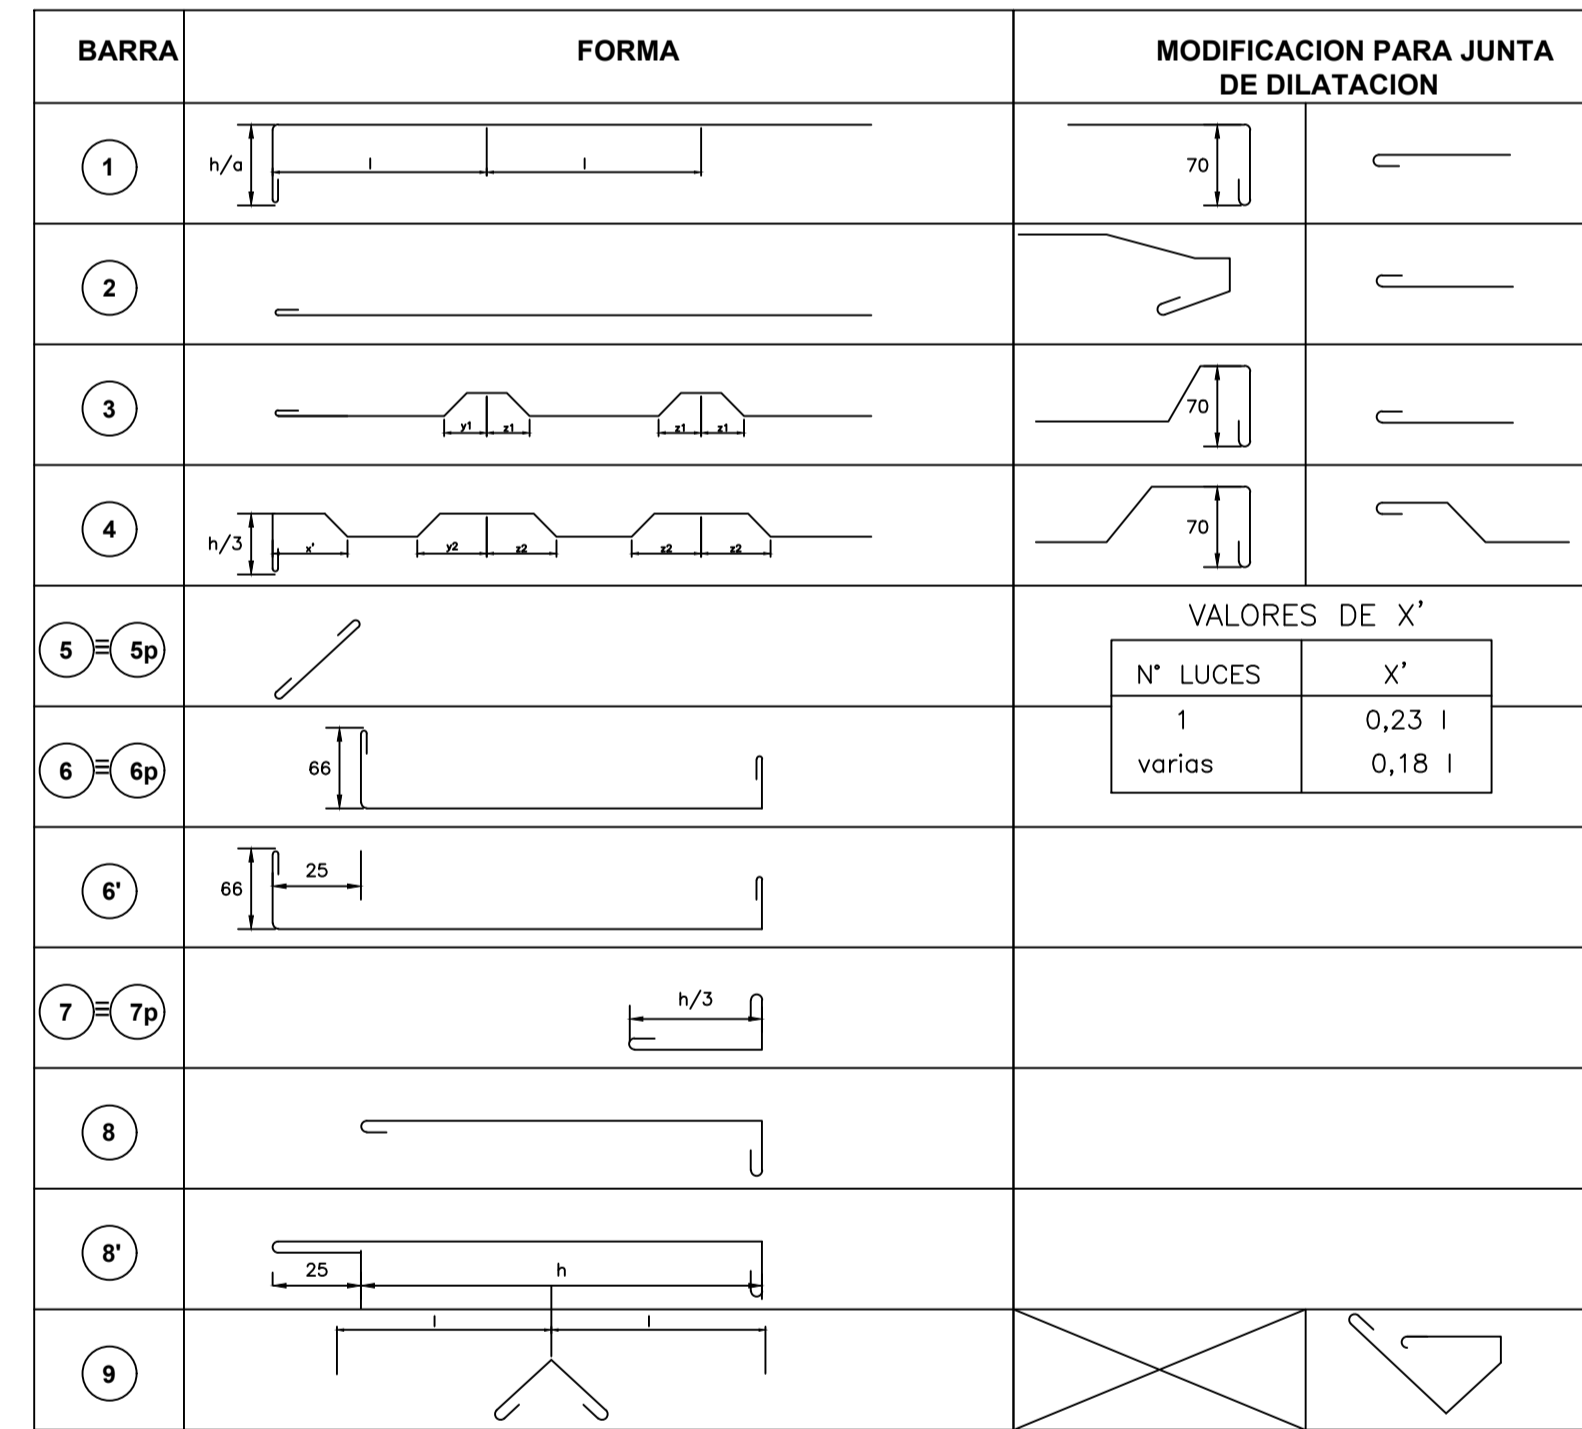 BARRA
FORMA
MODIFICACION PARA JUNTA
DE DILATACION
1
h/a
l
l
70
2
3
y1
z1
z1
z1
70
4
h/3
x'
y2
z2
z2
z2
70
5 ≡ 5p
VALORES DE X'
N° LUCES
X'
1
0,23 l
varias
0,18 l
6 ≡ 6p
66
6'
66
25
7 ≡ 7p
h/3
8
8'
25
h
9
l
l